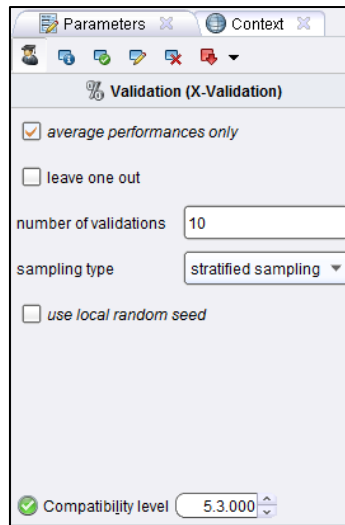 Parameters Context
% Validation (X-Validation)
average performances only
leave one out
number of validations 10
sampling type stratified sampling
use local random seed
Compatibility level 5.3.000